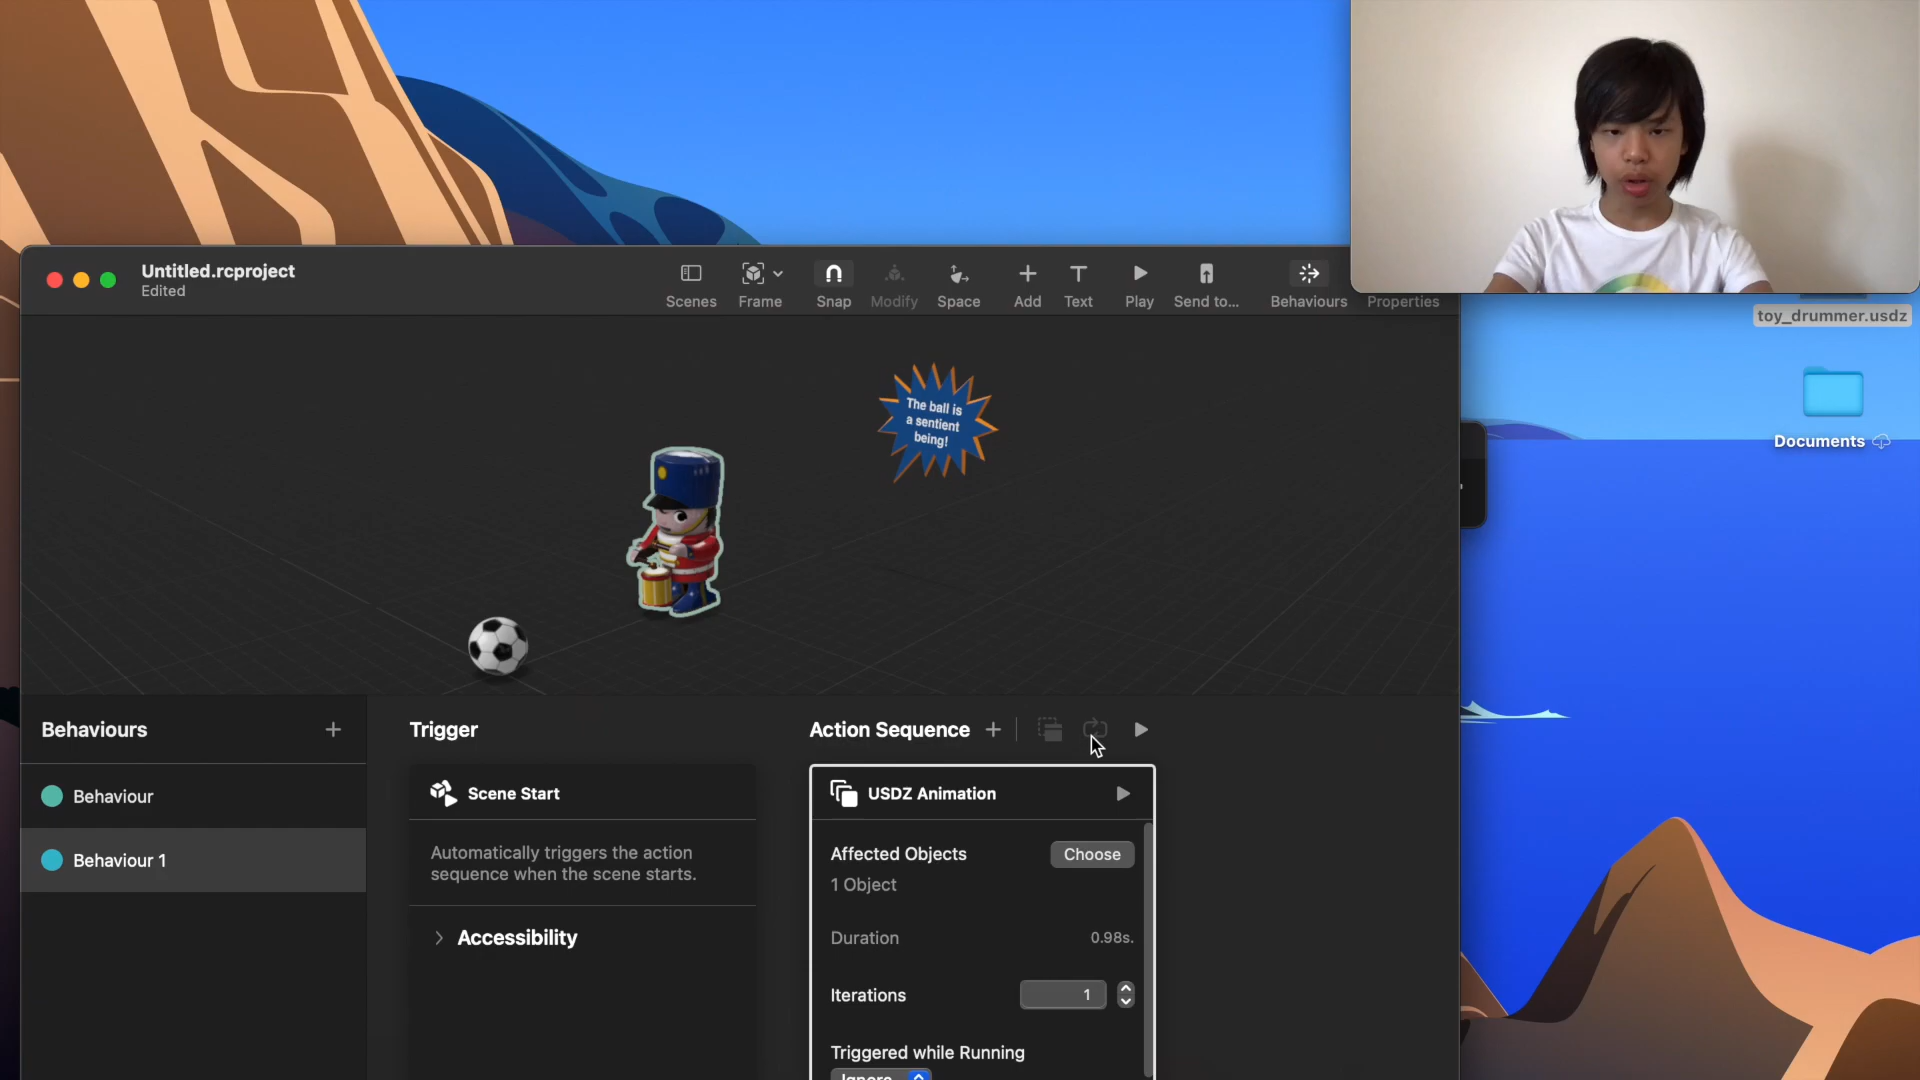 Untitled.rcproject
Edited
Scenes
Frame
Snap
Modify
Space
Add
Text
Play
Send to...
Behaviours
Properties
toy_drummer.usdz
Documents
The ball is
a sentient
being!
Behaviours
Behaviour
Behaviour 1
Trigger
Scene Start
Automatically triggers the action
sequence when the scene starts.
Accessibility
Action Sequence
USDZ Animation
Affected Objects
Choose
1 Object
Duration
0.98s.
Iterations
1
Triggered while Running
Ignore